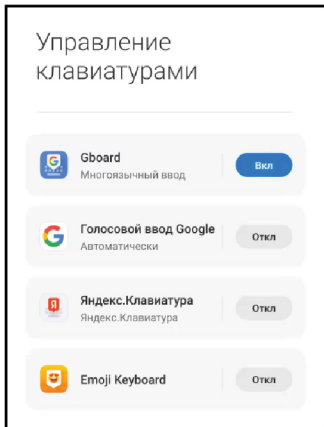 Управление
клавиатурами
Gboard
Многоязычный ввод
Вкл
Голосовой ввод Google
Автоматически
Откл
Яндекс.Клавиатура
Яндекс.Клавиатура
Откл
Emoji Keyboard
Откл